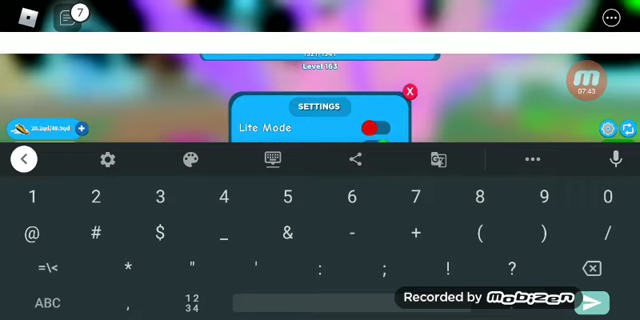 7
Level 163
SETTINGS
X
Lite Mode
07:43
1 2 3 4 5 6 7 8 9 0
@ # $ _ & - + ( ) /
=\< * " ' : ; ! ?
ABC , 12 34
Recorded by Mobizen